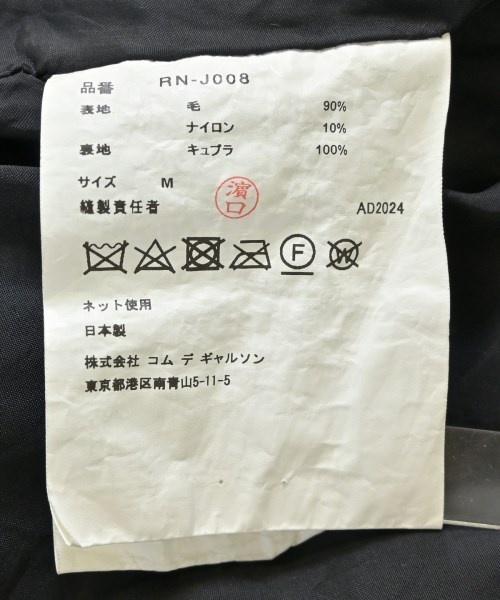 品番 RN-J008
表地 毛 90%
ナイロン 10%
裏地 キュプラ 100%
サイズ M
濱口
縫製責任者 AD2024
F
W
ネット使用
日本製
株式会社 コム デ ギャルソン
東京都港区南青山5-11-5